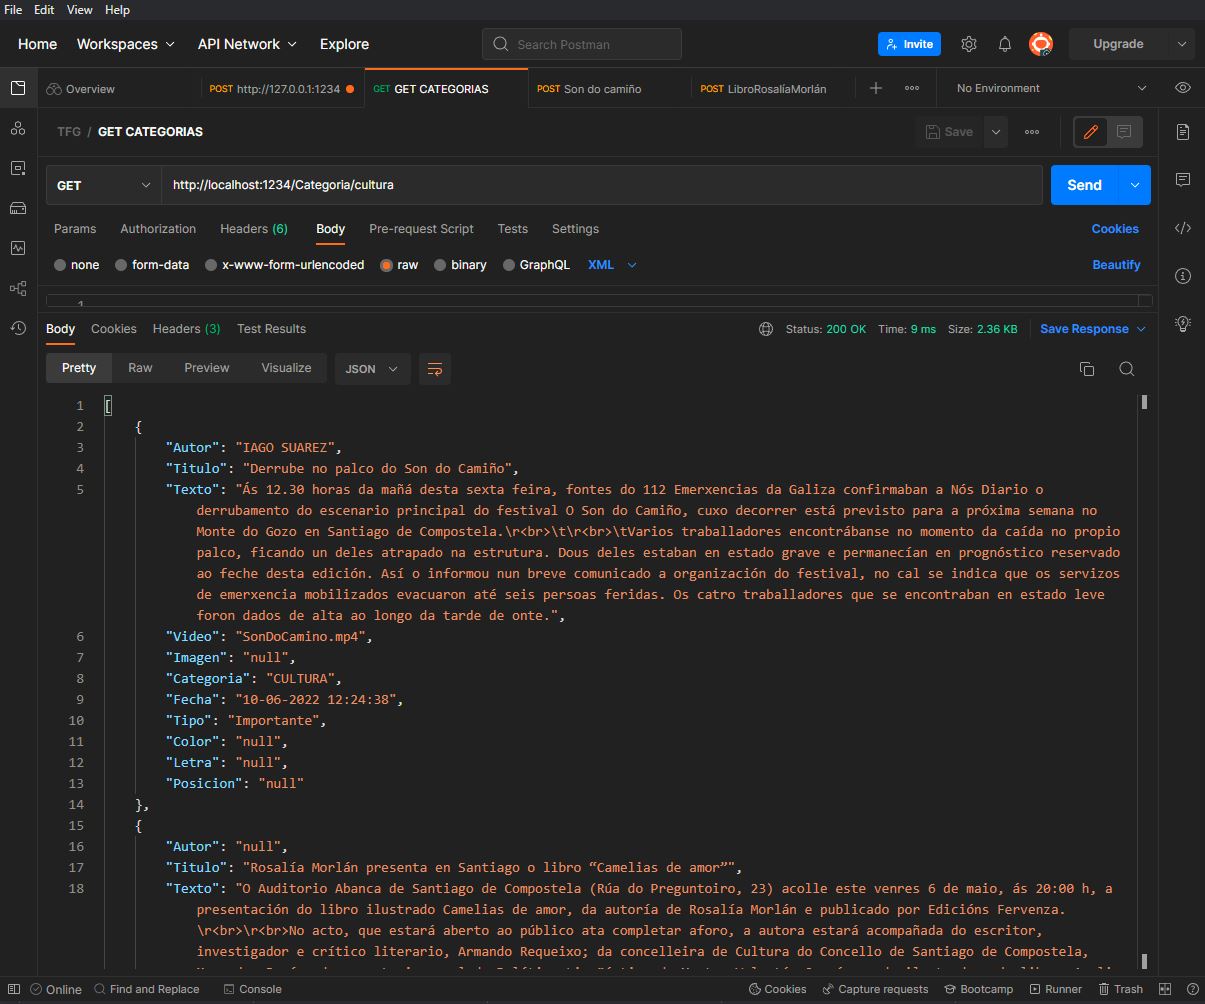 File Edit View Help
Home Workspaces API Network Explore Search Postman Invite Upgrade
Overview POST http://127.0.0.1:1234 GET GET CATEGORIAS POST Son do camiño POST LibroRosalíaMorlán No Environment
TFG / GET CATEGORIAS Save
GET http://localhost:1234/Categoria/cultura Send
Params Authorization Headers (6) Body Pre-request Script Tests Settings Cookies
none form-data x-www-form-urlencoded raw binary GraphQL XML Beautify
1
Body Cookies Headers (3) Test Results Status: 200 OK Time: 9 ms Size: 2.36 KB Save Response
Pretty Raw Preview Visualize JSON
1 [
2 {
3 "Autor": "IAGO SUAREZ",
4 "Titulo": "Derrube no palco do Son do Camiño",
5 "Texto": "Ás 12.30 horas da mañá desta sexta feira, fontes do 112 Emerxencias da Galiza confirmaban a Nós Diario o
derrubamento do escenario principal do festival O Son do Camiño, cuxo decorrer está previsto para a próxima semana no
Monte do Gozo en Santiago de Compostela.\r<br>\t\r<br>\tVarios traballadores encontrábanse no momento da caída no propio
palco, ficando un deles atrapado na estrutura. Dous deles estaban en estado grave e permanecían en prognóstico reservado
ao feche desta edición. Así o informou nun breve comunicado a organización do festival, no cal se indica que os servizos
de emerxencia mobilizados evacuaron até seis persoas feridas. Os catro traballadores que se encontraban en estado leve
foron dados de alta ao longo da tarde de onte.",
6 "Video": "SonDoCamino.mp4",
7 "Imagen": "null",
8 "Categoria": "CULTURA",
9 "Fecha": "10-06-2022 12:24:38",
10 "Tipo": "Importante",
11 "Color": "null",
12 "Letra": "null",
13 "Posicion": "null"
14 },
15 {
16 "Autor": "null",
17 "Titulo": "Rosalía Morlán presenta en Santiago o libro “Camelias de amor”",
18 "Texto": "O Auditorio Abanca de Santiago de Compostela (Rúa do Preguntoiro, 23) acolle este venres 6 de maio, ás 20:00 h, a
presentación do libro ilustrado Camelias de amor, da autoría de Rosalía Morlán e publicado por Edicións Fervenza.
\r<br>\r<br>No acto, que estará aberto ao público ata completar aforo, a autora estará acompañada do escritor,
investigador e crítico literario, Armando Requeixo; da concelleira de Cultura do Concello de Santiago de Compostela,
Online Find and Replace Console Cookies Capture requests Bootcamp Runner Trash